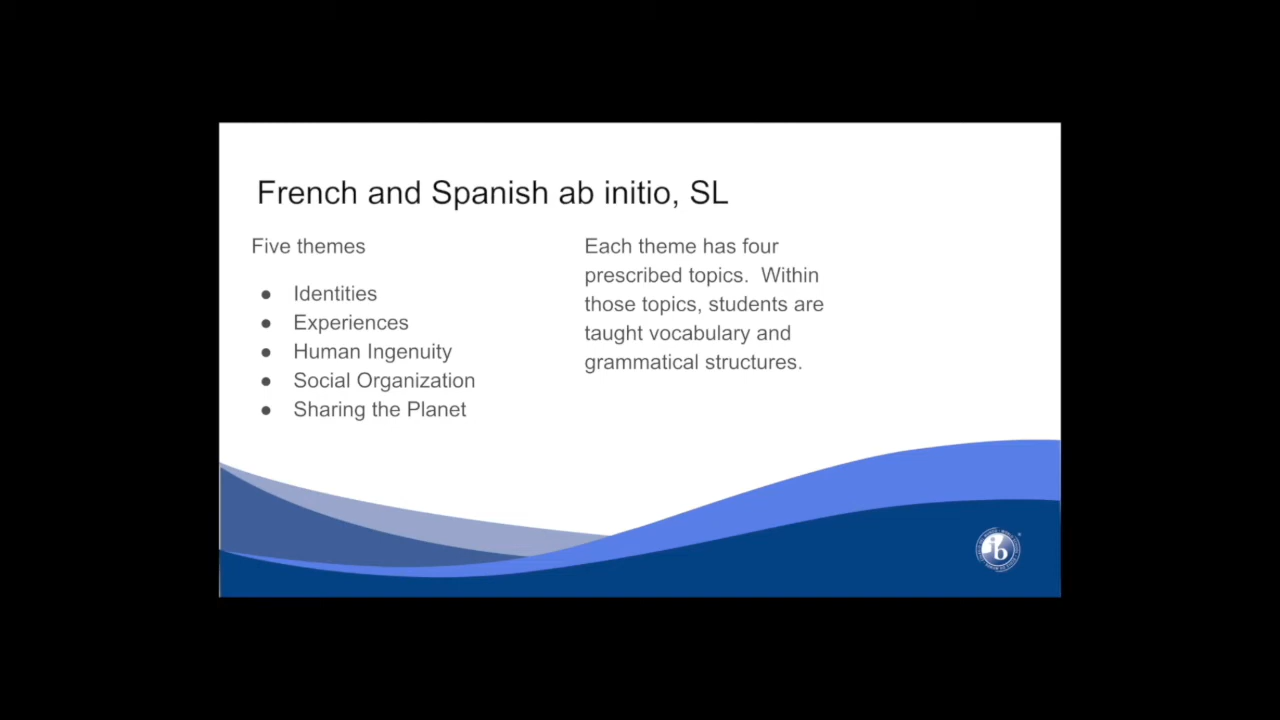 French and Spanish ab initio, SL
Five themes
● Identities
● Experiences
● Human Ingenuity
● Social Organization
● Sharing the Planet
Each theme has four
prescribed topics.  Within
those topics, students are
taught vocabulary and
grammatical structures.
ib